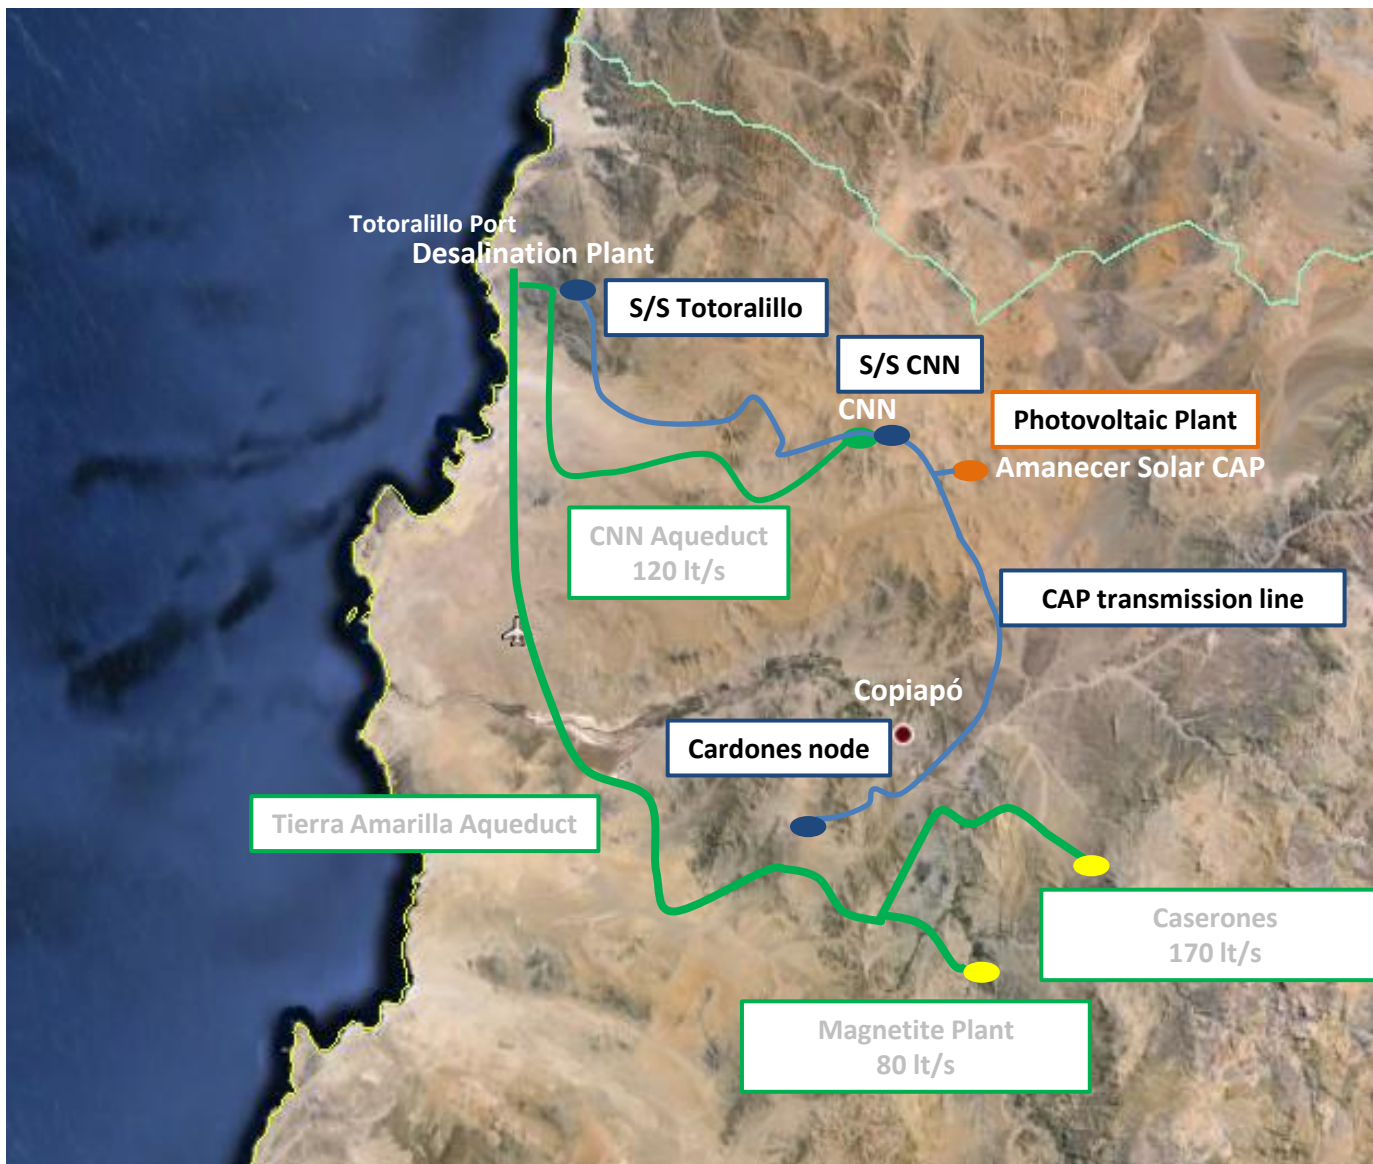 Totoralillo Port
Desalination Plant
S/S Totoralillo
S/S CNN
CNN
Photovoltaic Plant
Amanecer Solar CAP
CNN Aqueduct
120 lt/s
CAP transmission line
Copiapó
Cardones node
Tierra Amarilla Aqueduct
Caserones
170 lt/s
Magnetite Plant
80 lt/s